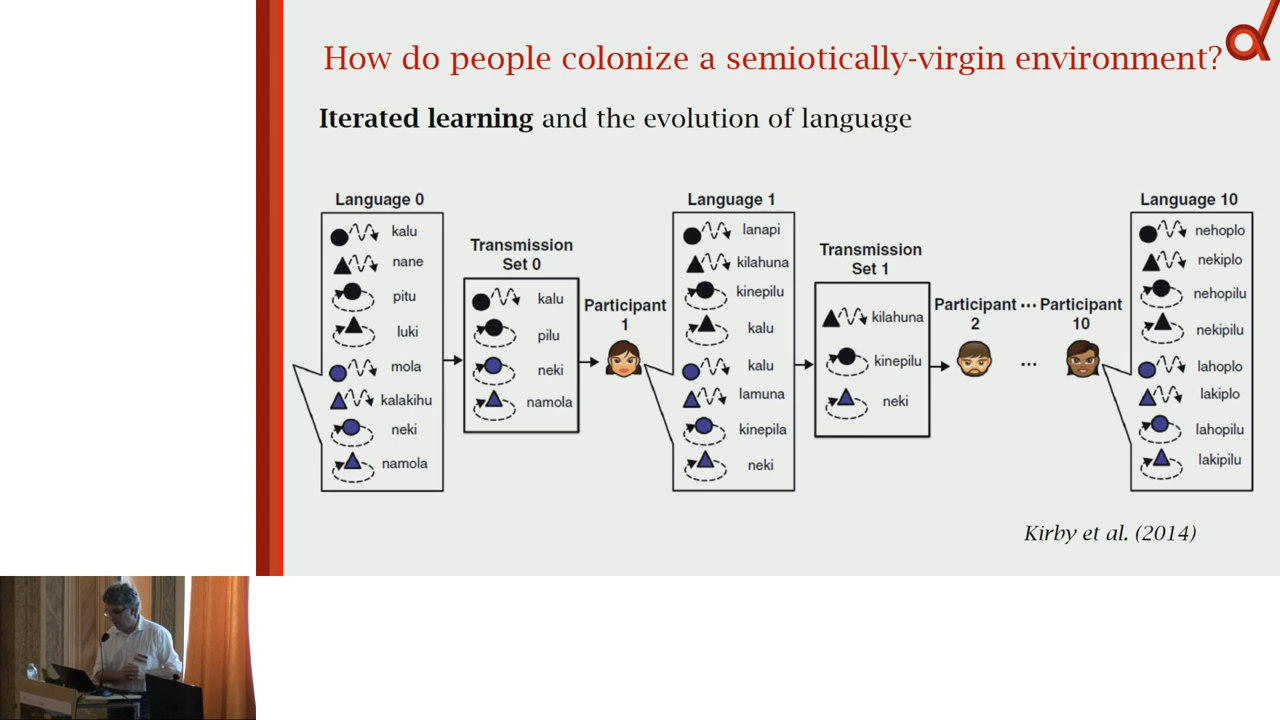 How do people colonize a semiotically-virgin environment?
Iterated learning and the evolution of language
Language 0
kalu
nane
pitu
luki
mola
kalakihu
neki
namola
Transmission
Set 0
kalu
pilu
neki
namola
Participant
1
Language 1
lanapi
kilahuna
kinepilu
kalu
kalu
lamuna
kinepila
neki
Transmission
Set 1
kilahuna
kinepilu
neki
Participant ··· Participant
2
10
...
Language 10
nehoplo
nekiplo
nehopilu
nekipilu
lahoplo
lakiplo
lahopilu
lakipilu
Kirby et al. (2014)